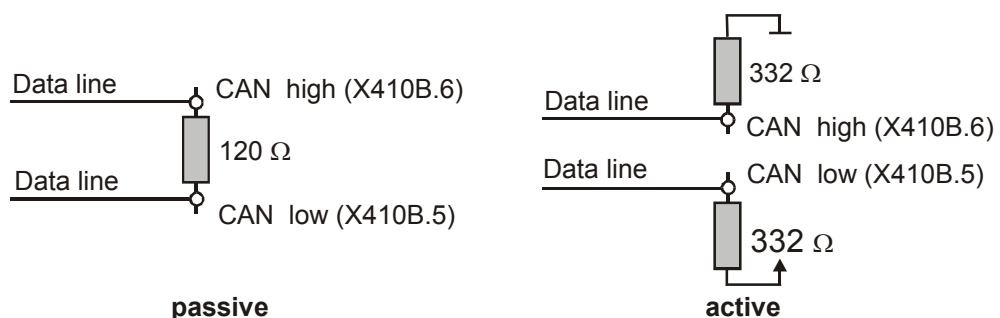 Data line
CAN high (X410B.6)
120 Ω
Data line
CAN low (X410B.5)
passive
332 Ω
Data line
CAN high (X410B.6)
Data line
CAN low (X410B.5)
332 Ω
active